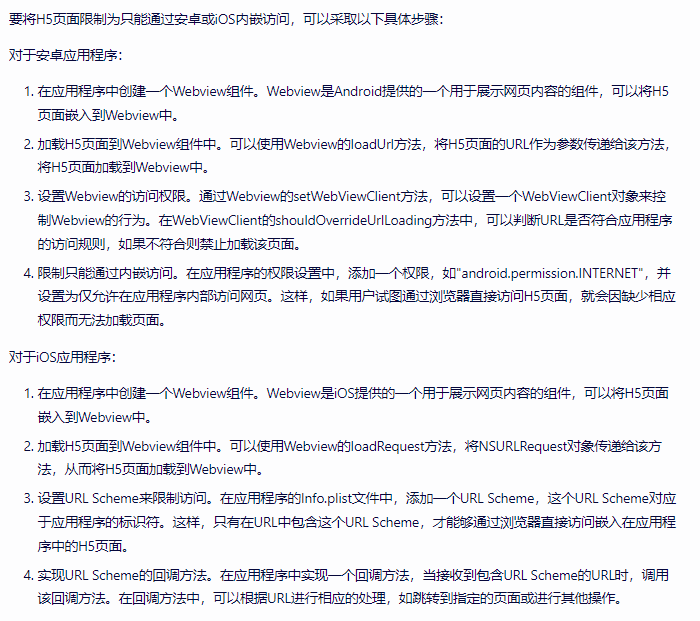 要将H5页面限制为只能通过安卓或iOS内嵌访问，可以采取以下具体步骤：
对于安卓应用程序：
1. 在应用程序中创建一个Webview组件。Webview是Android提供的一个用于展示网页内容的组件，可以将H5
页面嵌入到Webview中。
2. 加载H5页面到Webview组件中。可以使用Webview的loadUrl方法，将H5页面的URL作为参数传递给该方法，
将H5页面加载到Webview中。
3. 设置Webview的访问权限。通过Webview的setWebViewClient方法，可以设置一个WebViewClient对象来控
制Webview的行为。在WebViewClient的shouldOverrideUrlLoading方法中，可以判断URL是否符合应用程序
的访问规则，如果不符合则禁止加载该页面。
4. 限制只能通过内嵌访问。在应用程序的权限设置中，添加一个权限，如"android.permission.INTERNET"，并
设置为仅允许在应用程序内部访问网页。这样，如果用户试图通过浏览器直接访问H5页面，就会因缺少相应
权限而无法加载页面。
对于iOS应用程序：
1. 在应用程序中创建一个Webview组件。Webview是iOS提供的一个用于展示网页内容的组件，可以将H5页面
嵌入到Webview中。
2. 加载H5页面到Webview组件中。可以使用Webview的loadRequest方法，将NSURLRequest对象传递给该方
法，从而将H5页面加载到Webview中。
3. 设置URL Scheme来限制访问。在应用程序的Info.plist文件中，添加一个URL Scheme，这个URL Scheme对应
于应用程序的标识符。这样，只有在URL中包含这个URL Scheme，才能够通过浏览器直接访问嵌入在应用程
序中的H5页面。
4. 实现URL Scheme的回调方法。在应用程序中实现一个回调方法，当接收到包含URL Scheme的URL时，调用
该回调方法。在回调方法中，可以根据URL进行相应的处理，如跳转到指定的页面或进行其他操作。